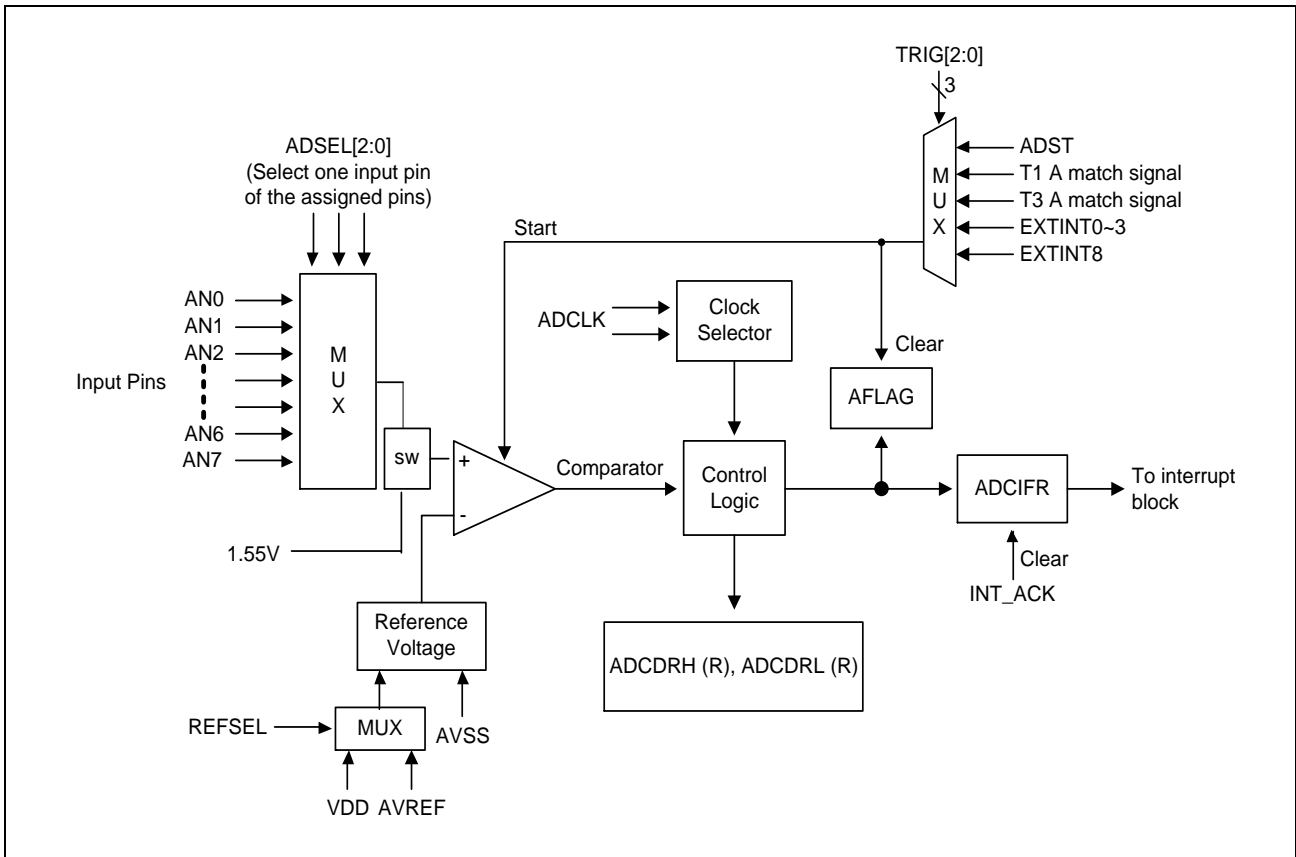 TRIG[2:0]
3
ADSEL[2:0]
(Select one input pin
of the assigned pins)
M
U
X
ADST
T1 A match signal
T3 A match signal
EXTINT0~3
EXTINT8
Start
Input Pins
AN0
AN1
AN2
AN6
AN7
M
U
X
ADCLK
Clock
Selector
Clear
AFLAG
sw
+
-
Comparator
Control
Logic
ADCIFR
To interrupt
block
1.55V
Clear
INT_ACK
Reference
Voltage
ADCDRH (R), ADCDRL (R)
REFSEL
MUX
AVSS
VDD AVREF